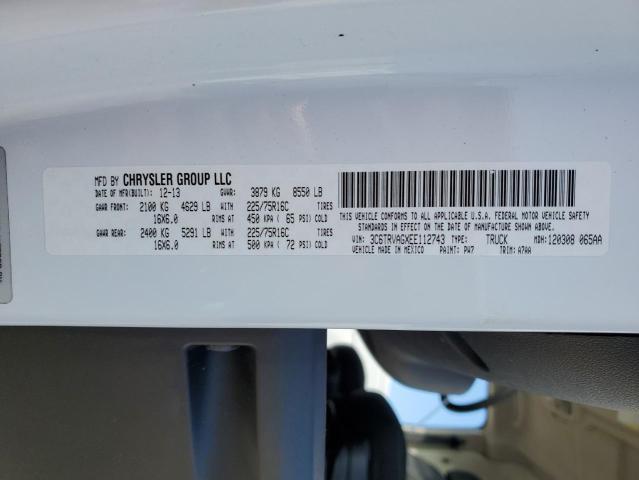 MFD BY CHRYSLER GROUP LLC
DATE OF MFR(BUILT): 12-13 GVWR: 3879 KG 8550 LB
GAWR FRONT: 2100 KG 4629 LB WITH 225/75R16C TIRES
16X6.0 RIMS AT 450 KPA ( 65 PSI) COLD
GAWR REAR: 2400 KG 5291 LB WITH 225/75R16C TIRES
16X6.0 RIMS AT 500 KPA ( 72 PSI) COLD
THIS VEHICLE CONFORMS TO ALL APPLICABLE U.S.A. FEDERAL MOTOR VEHICLE SAFETY
STANDARDS IN EFFECT ON THE DATE OF MANUFACTURE SHOWN ABOVE.
VIN: 3C6TRVAGXEE112743 TYPE: TRUCK MDH: 120308 065AA
VEHICLE MADE IN MEXICO PAINT: PW7 TRIM: A7AA